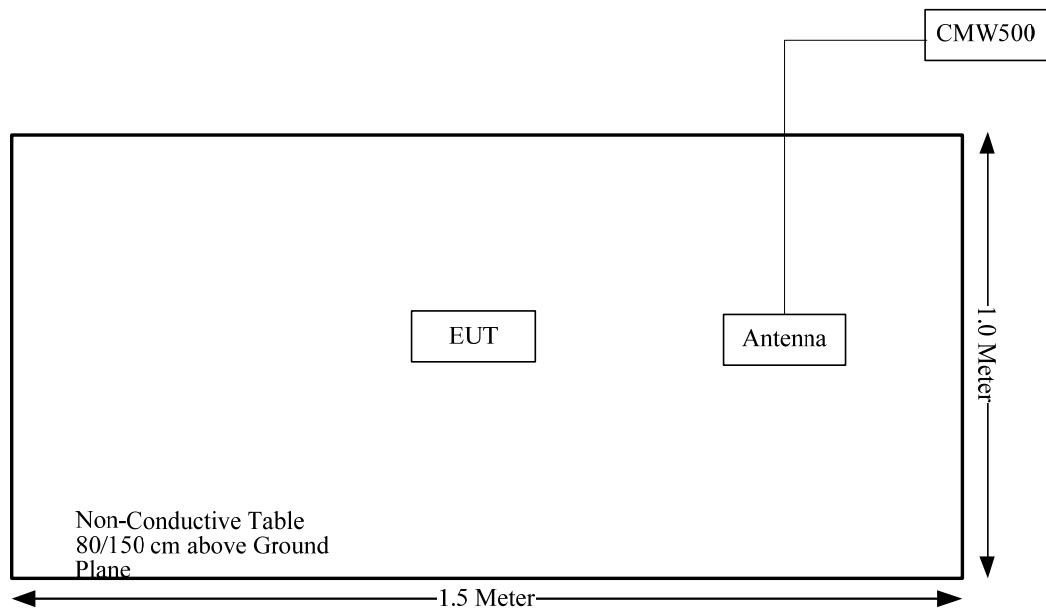 CMW500
EUT
Antenna
1.0 Meter
Non-Conductive Table
80/150 cm above Ground
Plane
1.5 Meter